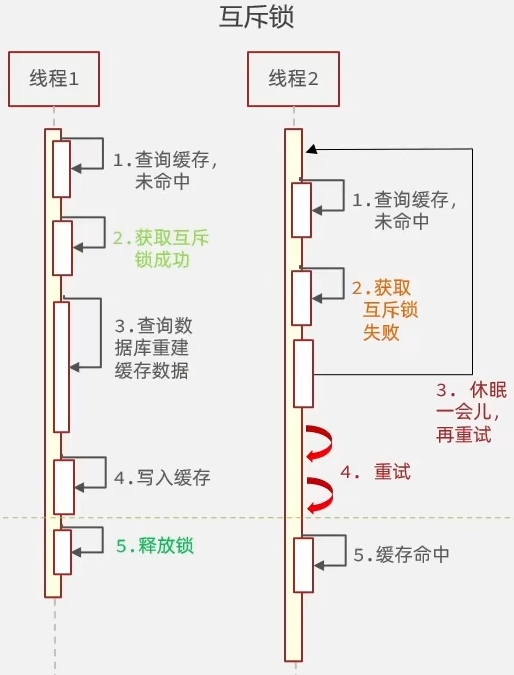 互斥锁
线程1
线程2
1.查询缓存，
未命中
2.获取互斥
锁成功
3.查询数
据库重建
缓存数据
4.写入缓存
5.释放锁
1.查询缓存，
未命中
2.获取
互斥锁
失败
3. 休眠
一会儿，
再重试
4. 重试
5.缓存命中